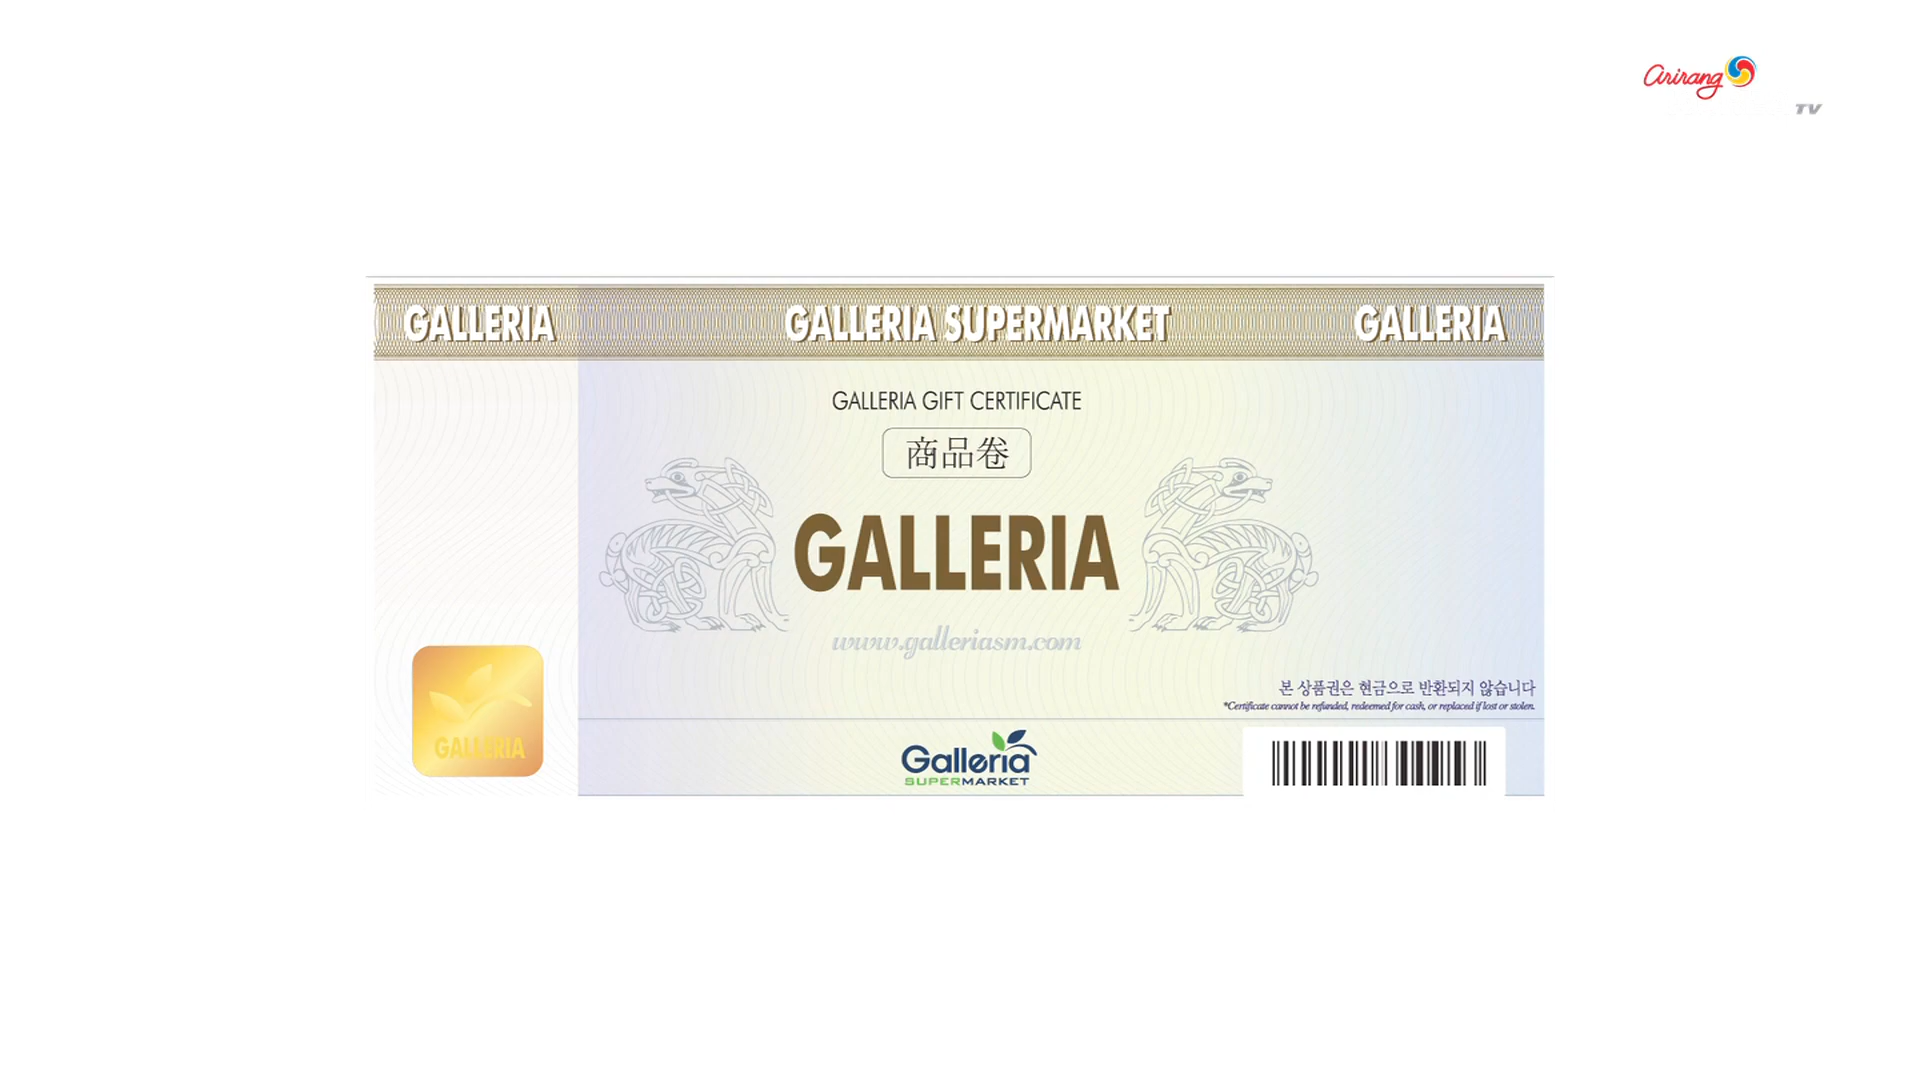 Arirang
TV
GALLERIA
GALLERIA SUPERMARKET
GALLERIA
GALLERIA GIFT CERTIFICATE
商品卷
GALLERIA
www.galleriasm.com
본 상품권은 현금으로 반환되지 않습니다
*Certificate cannot be refunded, redeemed for cash, or replaced if lost or stolen.
GALLERIA
Galleria
SUPERMARKET